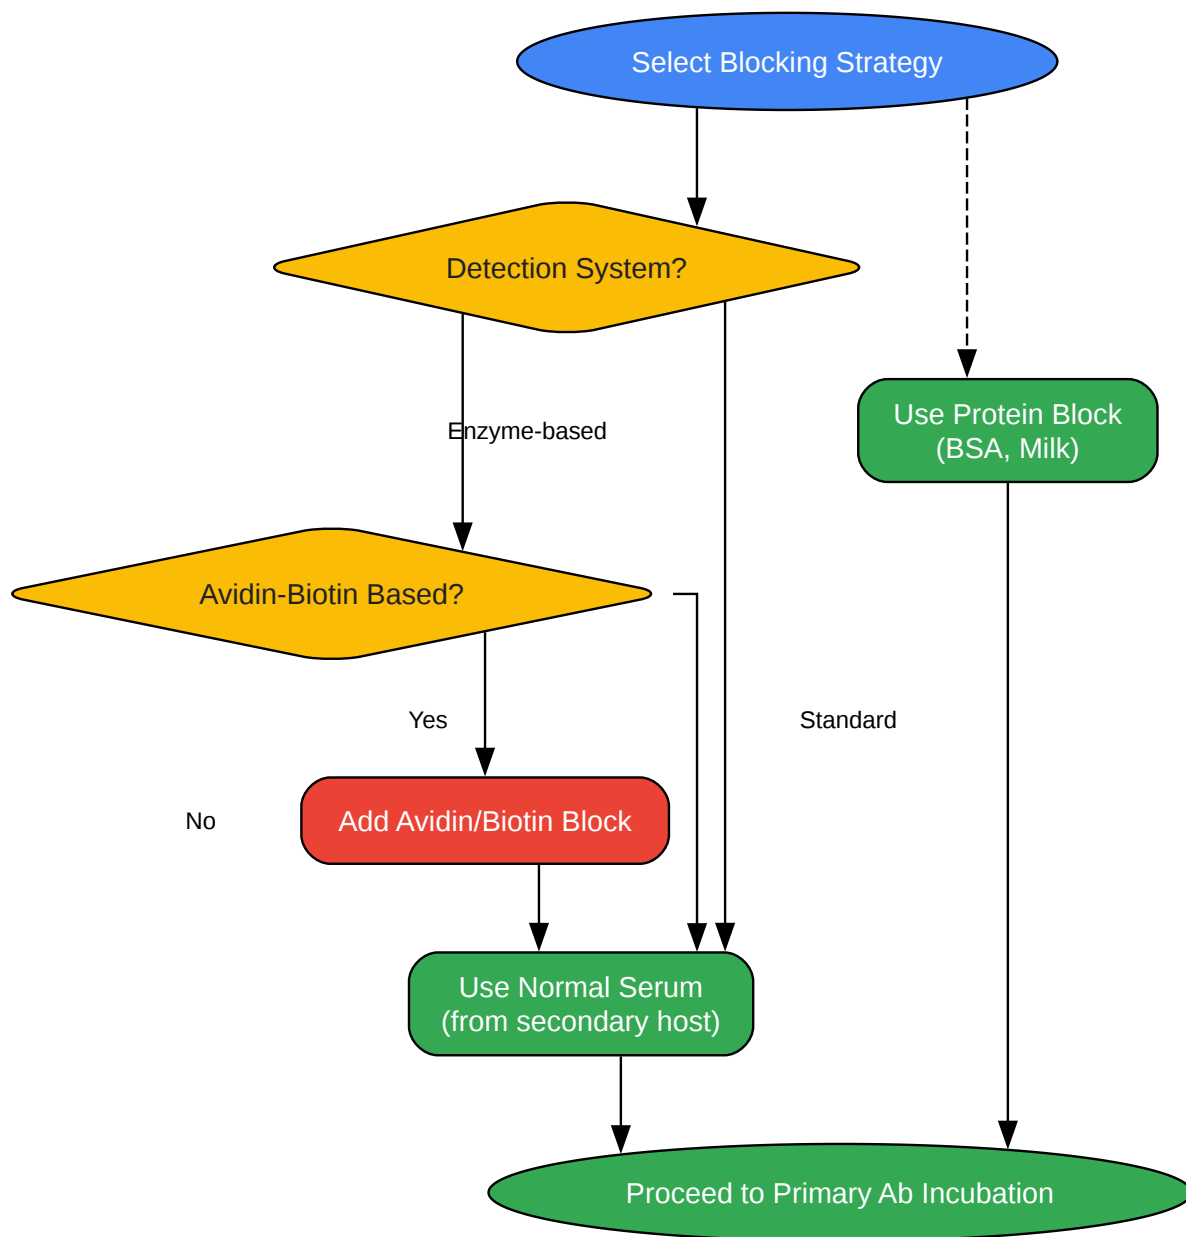 Select Blocking Strategy
Detection System?
Use Protein Block
(BSA, Milk)
Enzyme-based
Avidin-Biotin Based?
Yes
Standard
No
Add Avidin/Biotin Block
Use Normal Serum
(from secondary host)
Proceed to Primary Ab Incubation